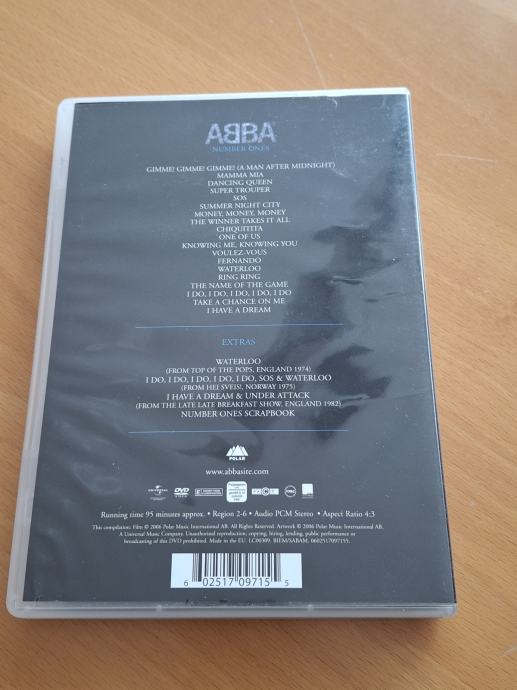 ABBA
NUMBER ONES
GIMME! GIMME! GIMME! (A MAN AFTER MIDNIGHT)
MAMMA MIA
DANCING QUEEN
SUPER TROUPER
SOS
SUMMER NIGHT CITY
MONEY, MONEY, MONEY
THE WINNER TAKES IT ALL
CHIQUITITA
ONE OF US
KNOWING ME, KNOWING YOU
VOULEZ-VOUS
FERNANDO
WATERLOO
RING RING
THE NAME OF THE GAME
I DO, I DO, I DO, I DO, I DO
TAKE A CHANCE ON ME
I HAVE A DREAM
EXTRAS
WATERLOO
(FROM TOP OF THE POPS, ENGLAND 1974)
I DO, I DO, I DO, I DO, I DO, SOS & WATERLOO
(FROM HEI SVEIS!, NORWAY 1975)
I HAVE A DREAM & UNDER ATTACK
(FROM THE LATE LATE BREAKFAST SHOW, ENGLAND 1982)
NUMBER ONES SCRAPBOOK
POLAR
www.abbasite.com
UNIVERSAL DVD
Running time 95 minutes approx. • Region 2-6 • Audio PCM Stereo • Aspect Ratio 4:3
This compilation: Film © 2006 Polar Music International AB. All Rights Reserved. Artwork © 2006 Polar Music International AB.
A Universal Music Company. Unauthorized reproduction, copying, hiring, lending, public performance or
broadcasting of this DVD prohibited. Made in the EU. LC00309. BIEM/SABAM. 0602517097155.
6 02517 09715 5